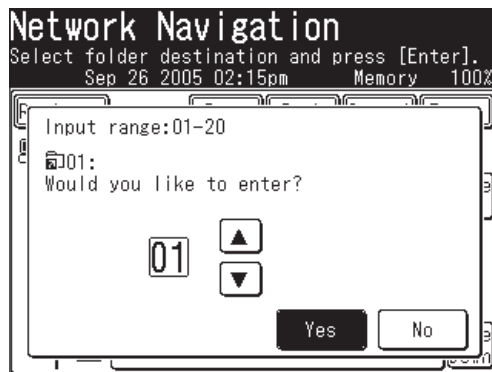 Network Navigation
Select folder destination and press [Enter].
Sep 26 2005 02:15pm Memory 100%
Input range:01-20
01:
Would you like to enter?
01
Yes No